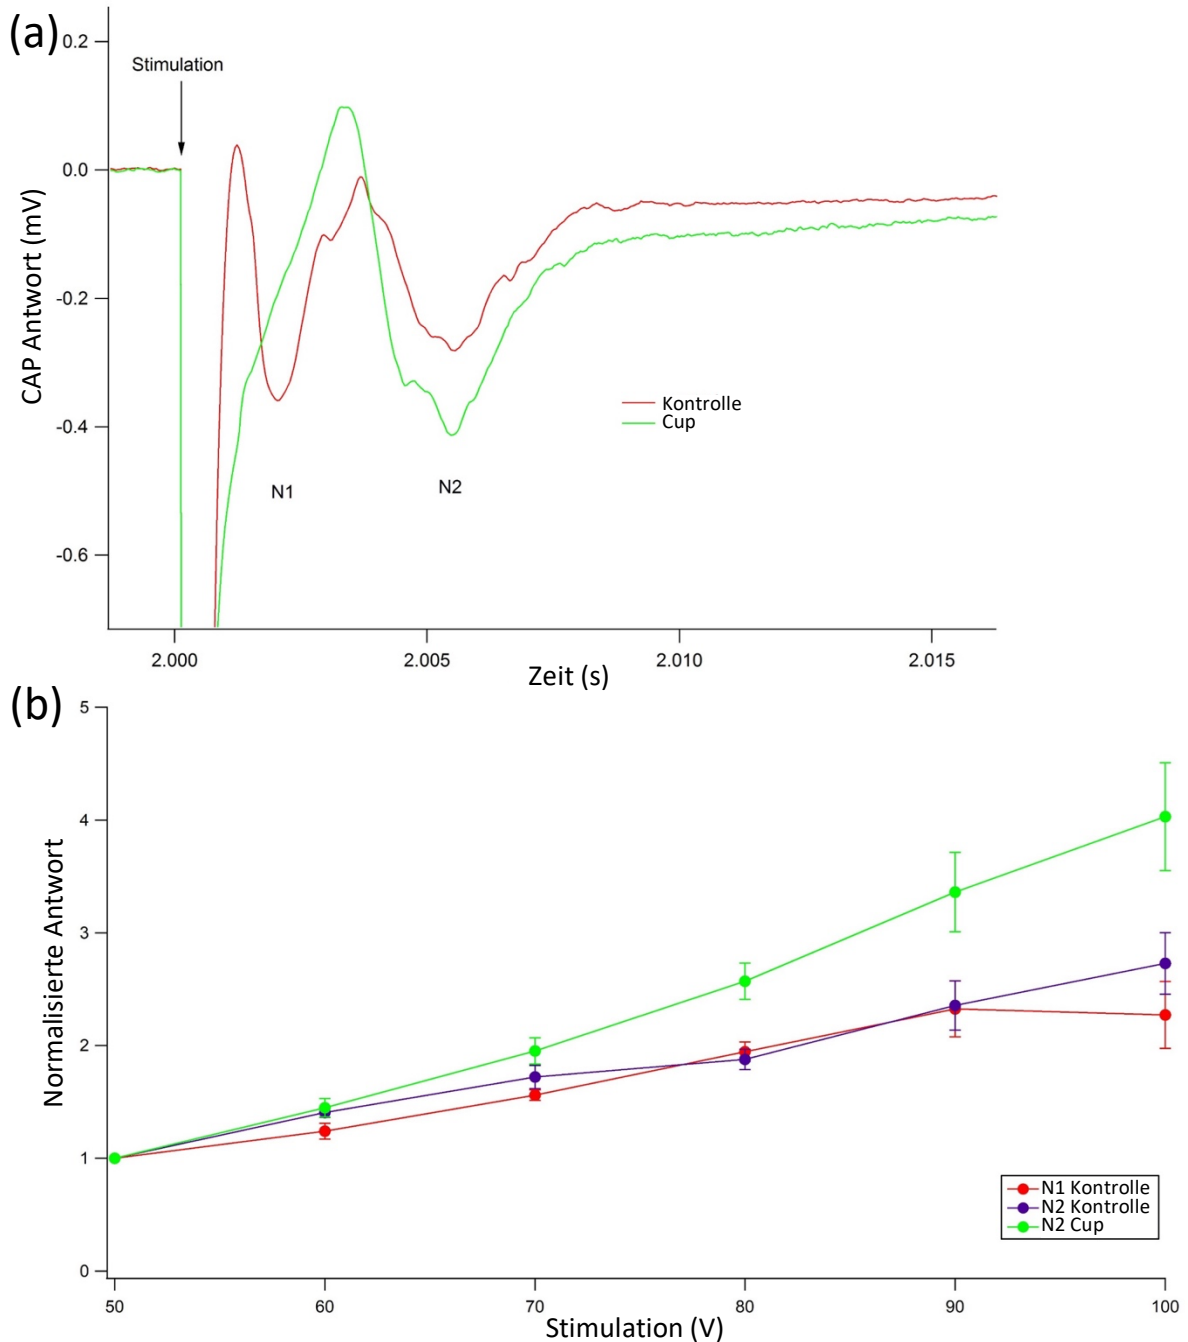 (a)
0.2
Stimulation
0.0
-0.2
-0.4
-0.6
CAP Antwort (mV)
Kontrolle
Cup
N1
N2
2.000
2.005
2.010
2.015
Zeit (s)
(b)
5
4
3
2
1
0
Normalisierte Antwort
N1 Kontrolle
N2 Kontrolle
N2 Cup
50
60
70
80
90
100
Stimulation (V)